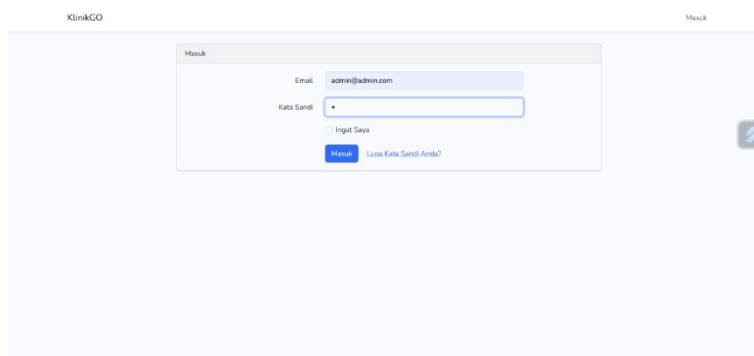 KlinikGO Masuk
Masuk
Email admin@admin.com
Kata Sandi •
Ingat Saya
Masuk Lupa Kata Sandi Anda?